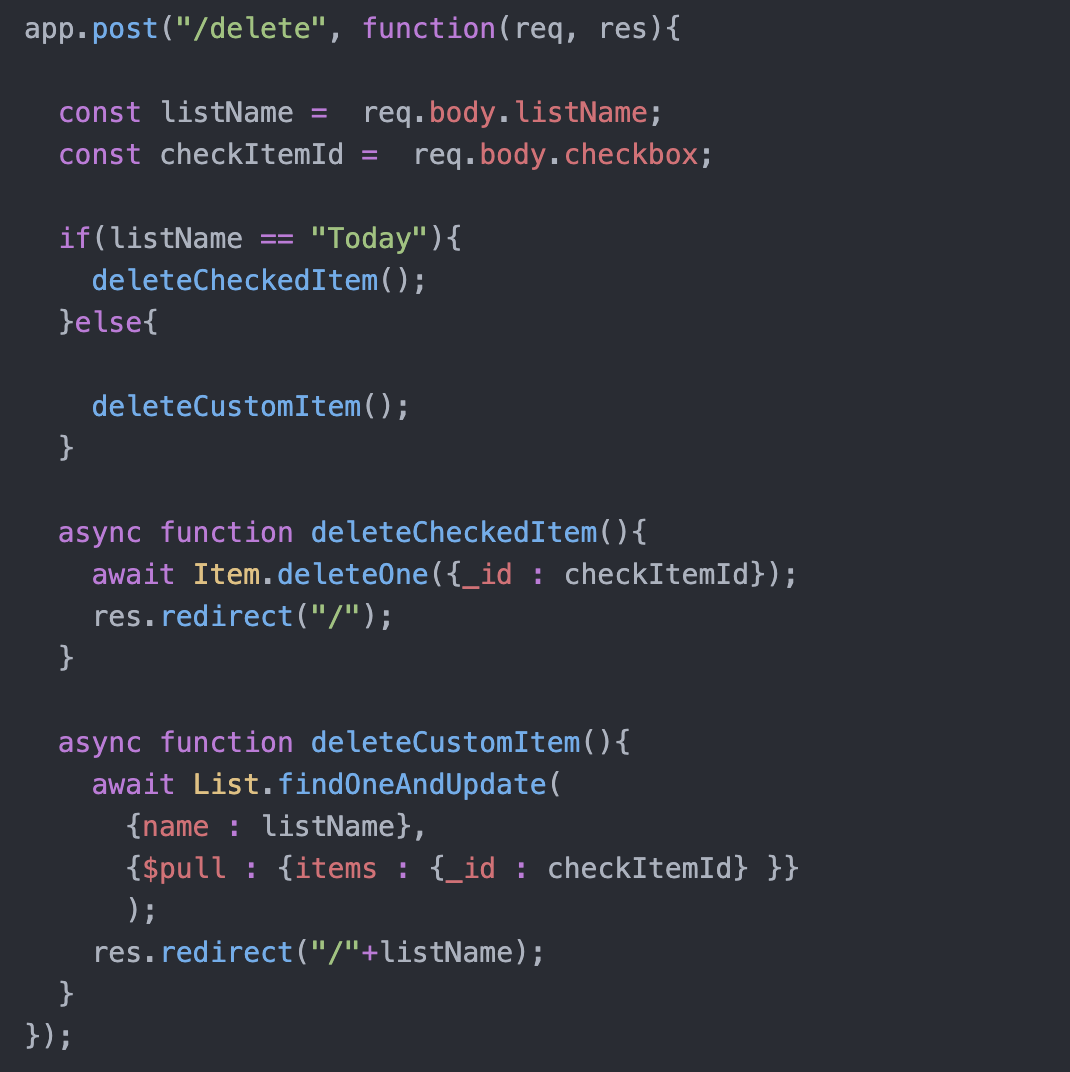 app.post("/delete", function(req, res){
  const listName =  req.body.listName;
  const checkItemId =  req.body.checkbox;
  if(listName == "Today"){
    deleteCheckedItem();
  }else{
    deleteCustomItem();
  }
  async function deleteCheckedItem(){
    await Item.deleteOne({_id : checkItemId});
    res.redirect("/");
  }
  async function deleteCustomItem(){
    await List.findOneAndUpdate(
      {name : listName},
      {$pull : {items : {_id : checkItemId} }}
      );
    res.redirect("/"+listName);
  }
});